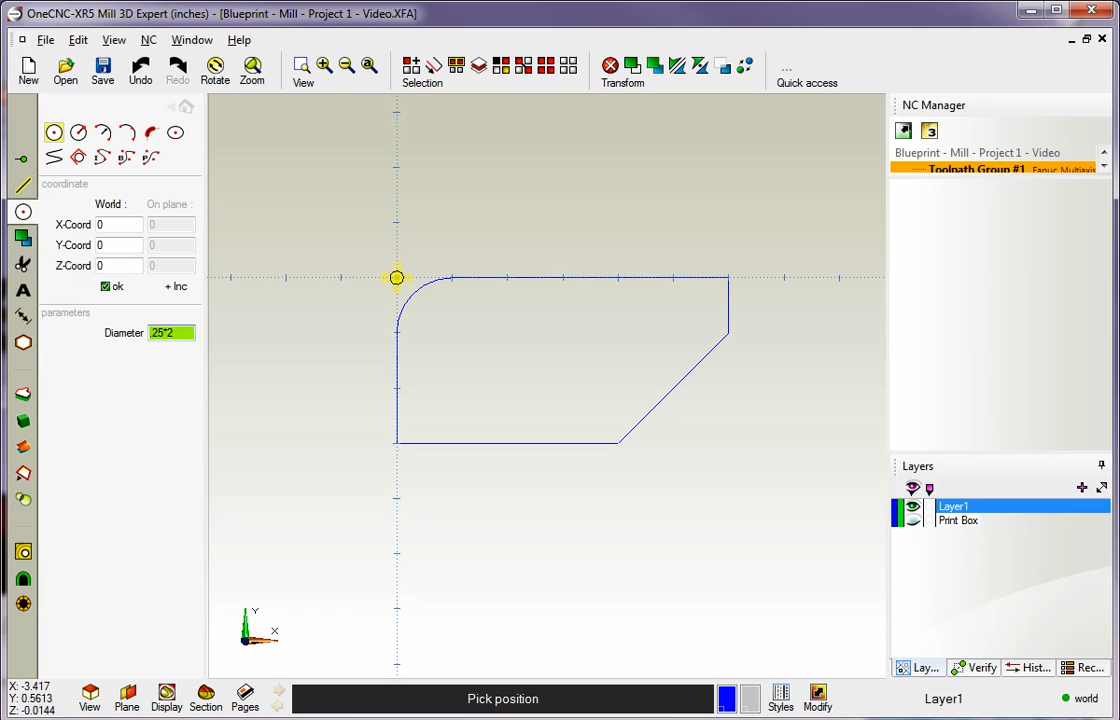 OneCNC-XR5 Mill 3D Expert (inches) - [Blueprint - Mill - Project 1 - Video.XFA]
File Edit View NC Window Help
New Open Save Undo Redo Rotate Zoom View Selection Transform Quick access
NC Manager
3
Blueprint - Mill - Project 1 - Video
Toolpath Group #1 Fanuc Multiaxis
coordinate
World : On plane :
X-Coord 0 0
Y-Coord 0 0
Z-Coord 0 0
ok + Inc
parameters
Diameter .25*2
Layers
Layer1
Print Box
Y
X
Lay... Verify Hist... Rec...
X: -3.417
Y: 0.5613
Z: -0.0144
View Plane Display Section Pages
Pick position
Styles Modify
Layer1
world